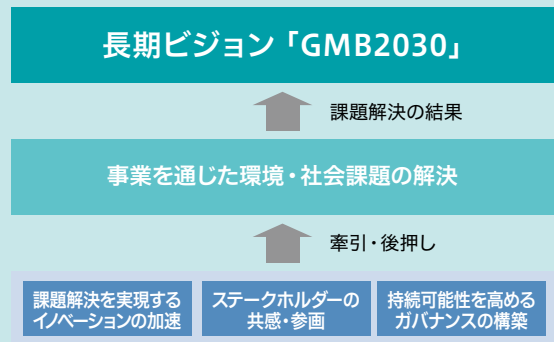 長期ビジョン「GMB2030」
課題解決の結果
事業を通じた環境・社会課題の解決
牽引・後押し
課題解決を実現する
イノベーションの加速
ステークホルダーの
共感・参画
持続可能性を高める
ガバナンスの構築